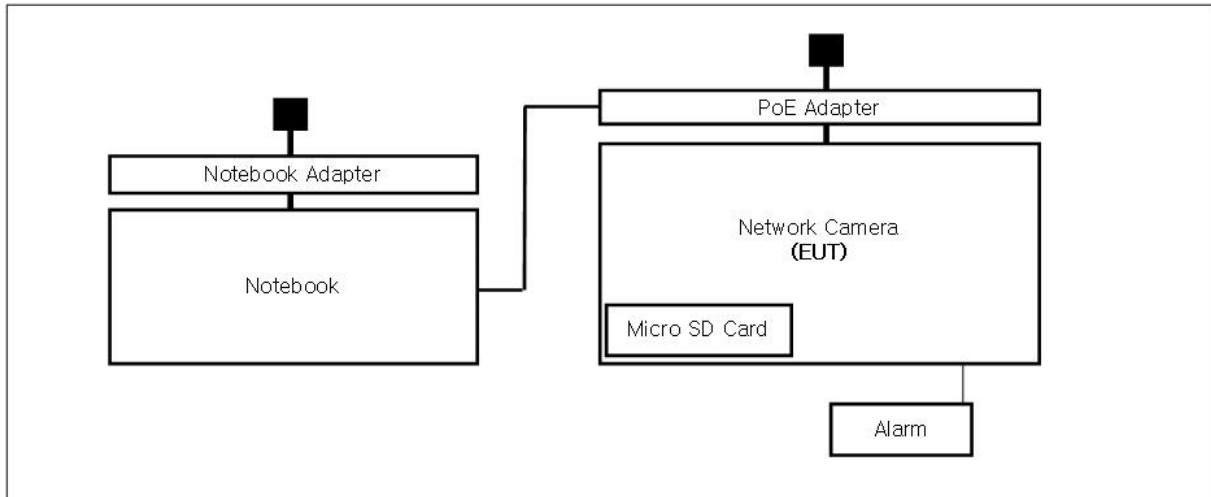 PoE Adapter
Notebook Adapter
Network Camera
(EUT)
Notebook
Micro SD Card
Alarm